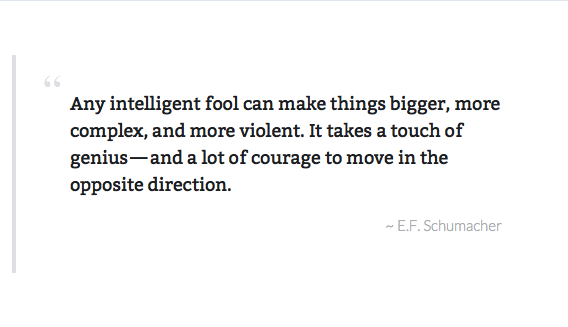 “
Any intelligent fool can make things bigger, more
complex, and more violent. It takes a touch of
genius—and a lot of courage to move in the
opposite direction.
~ E.F. Schumacher